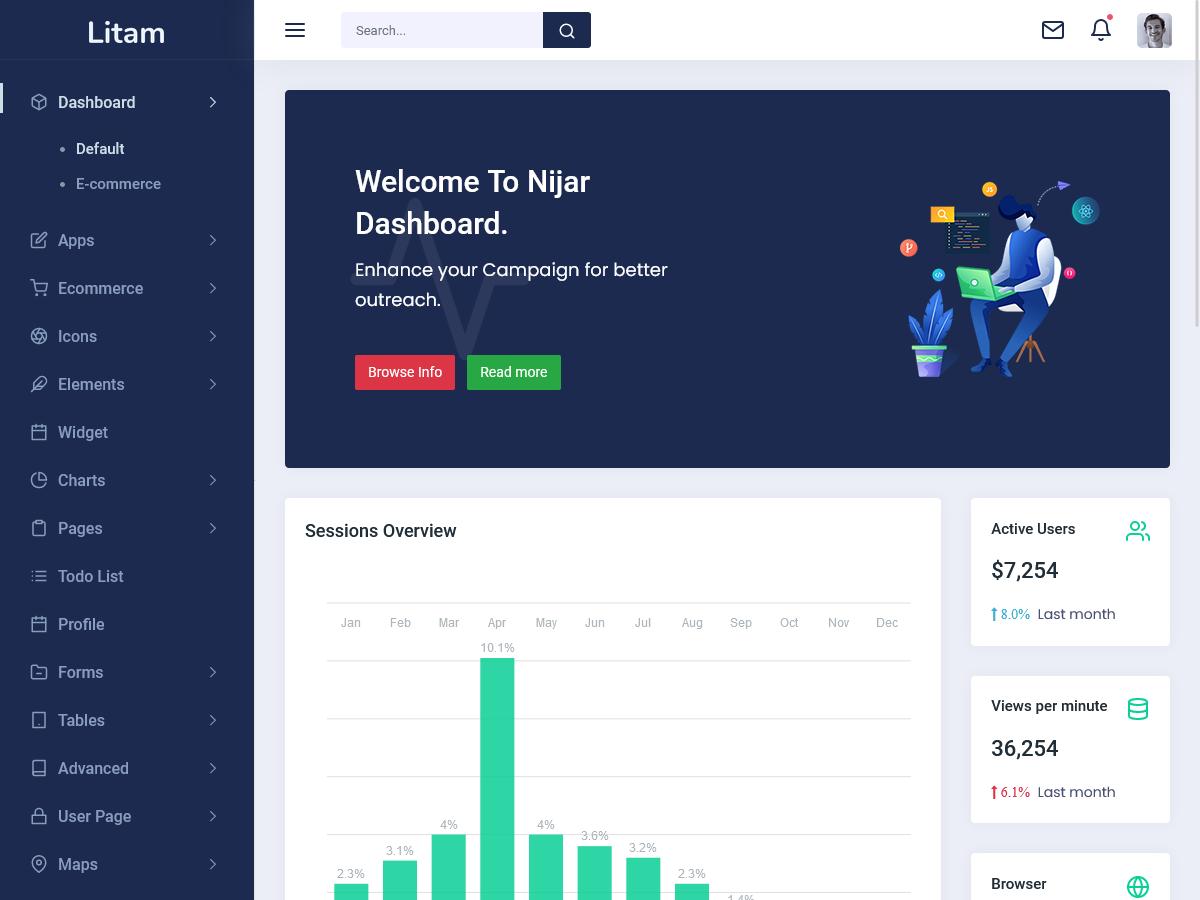 Litam
Search...
Dashboard
Default
E-commerce
Apps
Ecommerce
Icons
Elements
Widget
Charts
Pages
Todo List
Profile
Forms
Tables
Advanced
User Page
Maps
Welcome To Nijar
Dashboard.
Enhance your Campaign for better
outreach.
Browse Info
Read more
JS
Sessions Overview
Jan Feb Mar Apr May Jun Jul Aug Sep Oct Nov Dec
10.1%
4% 4%
3.6%
3.1% 3.2%
2.3% 2.3%
1.4%
Active Users
$7,254
8.0% Last month
Views per minute
36,254
6.1% Last month
Browser